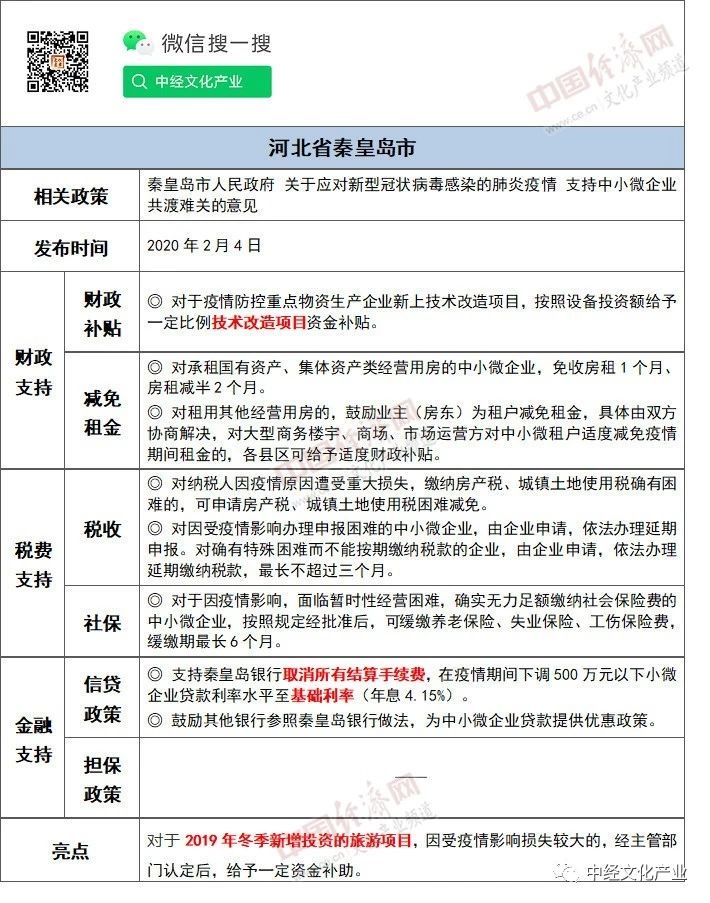 微信搜一搜
中经文化产业
中国经济网
www.ce.cn 文化产业频道
河北省秦皇岛市
相关政策
秦皇岛市人民政府 关于应对新型冠状病毒感染的肺炎疫情 支持中小微企业
共渡难关的意见
发布时间
2020 年 2 月 4 日
财政
支持
财政
补贴
◎ 对于疫情防控重点物资生产企业新上技术改造项目，按照设备投资额给予
一定比例技术改造项目资金补贴。
减免
租金
◎ 对承租国有资产、集体资产类经营用房的中小微企业，免收房租 1 个月、
房租减半 2 个月。
◎ 对租用其他经营用房的，鼓励业主（房东）为租户减免租金，具体由双方
协商解决，对大型商务楼宇、商场、市场运营方对中小微租户适度减免疫情
期间租金的，各县区可给予适度财政补贴。
税费
支持
税收
◎ 对纳税人因疫情原因遭受重大损失，缴纳房产税、城镇土地使用税确有困
难的，可申请房产税、城镇土地使用税困难减免。
◎ 对因受疫情影响办理申报困难的中小微企业，由企业申请，依法办理延期
申报。对确有特殊困难而不能按期缴纳税款的企业，由企业申请，依法办理
延期缴纳税款，最长不超过三个月。
社保
◎ 对于因疫情影响，面临暂时性经营困难，确实无力足额缴纳社会保险费的
中小微企业，按照规定经批准后，可缓缴养老保险、失业保险、工伤保险费，
缓缴期最长 6 个月。
金融
支持
信贷
政策
◎ 支持秦皇岛银行取消所有结算手续费，在疫情期间下调 500 万元以下小微
企业贷款利率水平至基础利率（年息 4.15%）。
◎ 鼓励其他银行参照秦皇岛银行做法，为中小微企业贷款提供优惠政策。
担保
政策
——
中国经济网
www.ce.cn 文化产业频道
亮点
对于 2019 年冬季新增投资的旅游项目，因受疫情影响损失较大的，经主管部
门认定后，给予一定资金补助。
中经文化产业